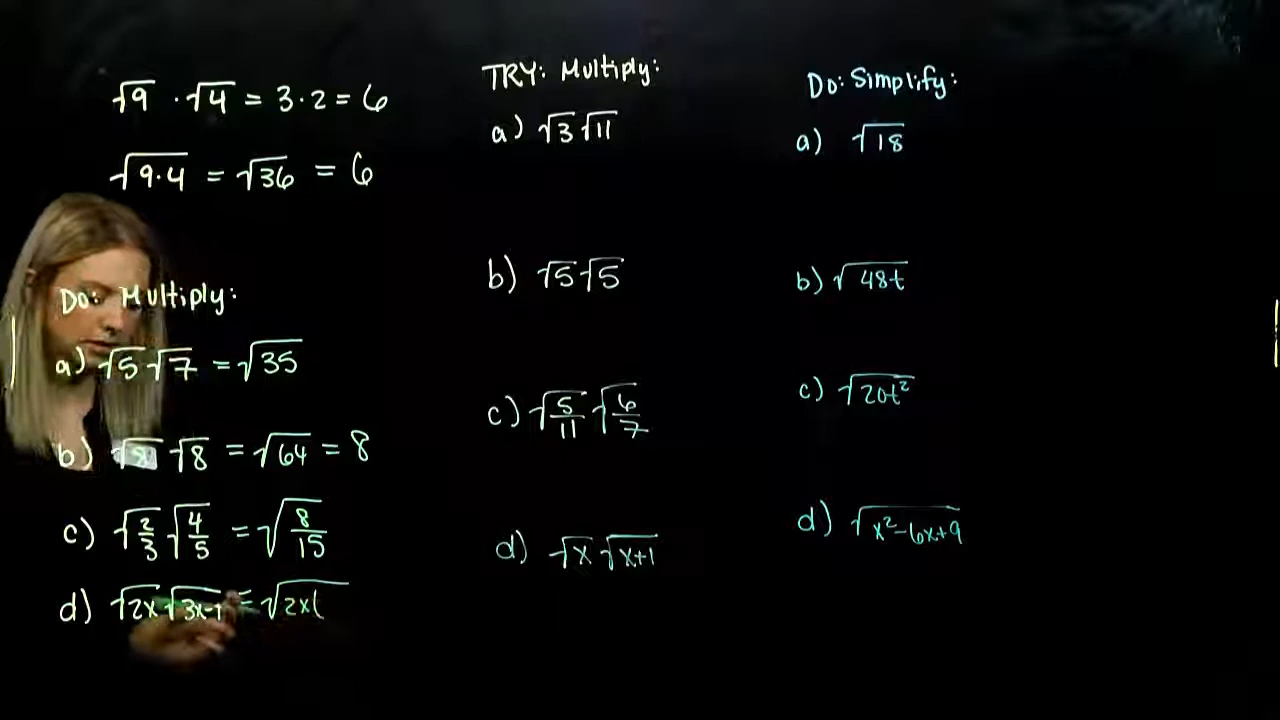 √9 · √4 = 3 · 2 = 6
√9·4 = √36 = 6
Do: Multiply:
a) √5 √7 = √35
b) √8 √8 = √64 = 8
c) √2/3 √4/5 = √8/15
d) √2x √3x-1 = √2x(
TRY: Multiply:
a) √3 √11
b) √5 √5
c) √5/11 √6/7
d) √x √x+1
Do: Simplify:
a) √18
b) √48t
c) √20t²
d) √x²-6x+9